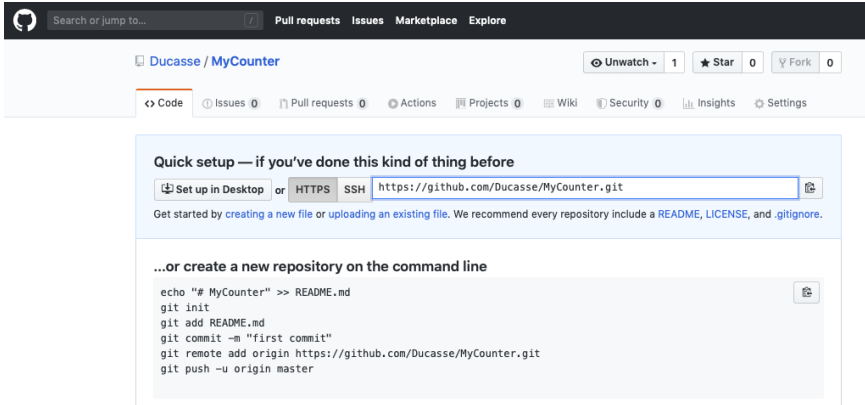 Search or jump to... / Pull requests Issues Marketplace Explore
Ducasse / MyCounter
Unwatch 1 Star 0 Fork 0
Code Issues 0 Pull requests 0 Actions Projects 0 Wiki Security 0 Insights Settings
Quick setup — if you've done this kind of thing before
Set up in Desktop or HTTPS SSH https://github.com/Ducasse/MyCounter.git
Get started by creating a new file or uploading an existing file. We recommend every repository include a README, LICENSE, and .gitignore.
...or create a new repository on the command line
echo "# MyCounter" >> README.md
git init
git add README.md
git commit -m "first commit"
git remote add origin https://github.com/Ducasse/MyCounter.git
git push -u origin master